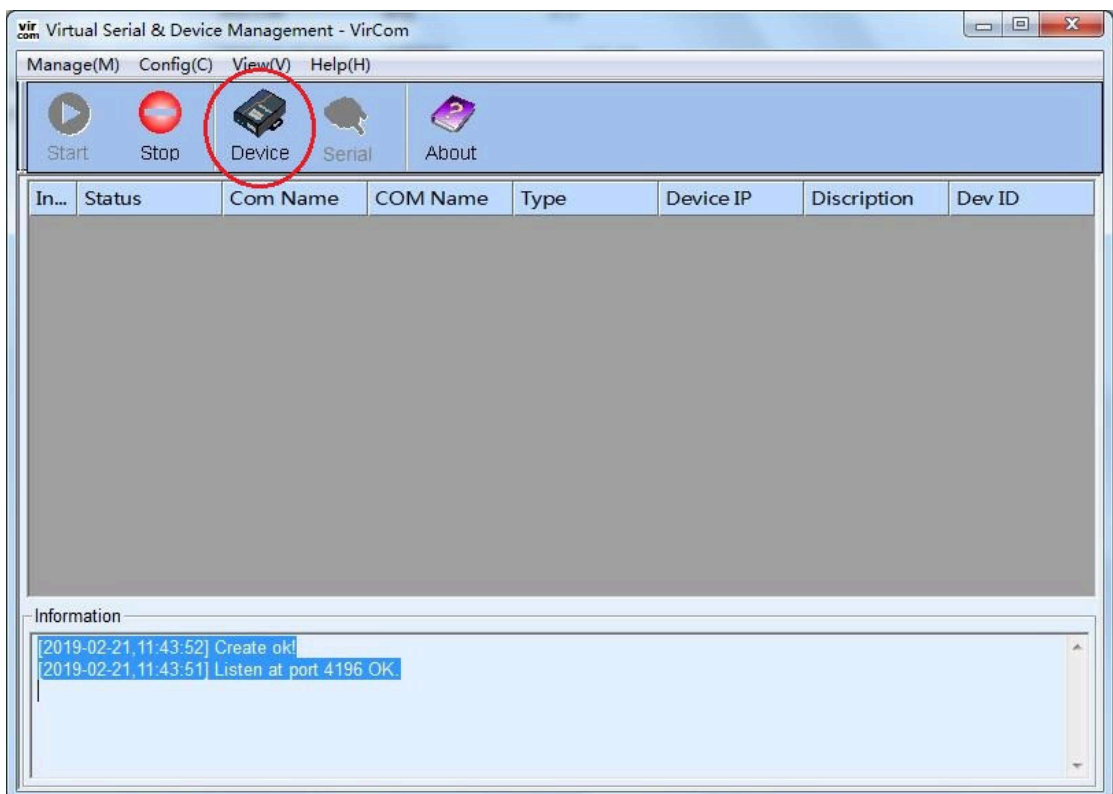 vir
com Virtual Serial & Device Management - VirCom
Manage(M) Config(C) View(V) Help(H)
Start Stop Device Serial About
In... Status Com Name COM Name Type Device IP Discription Dev ID
Information
[2019-02-21,11:43:52] Create ok!
[2019-02-21,11:43:51] Listen at port 4196 OK.